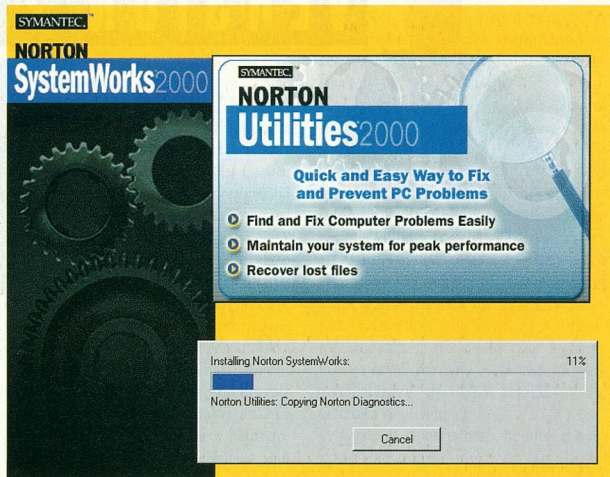 SYMANTEC.
NORTON
SystemWorks2000
SYMANTEC.™
NORTON
Utilities2000
Quick and Easy Way to Fix
and Prevent PC Problems
Find and Fix Computer Problems Easily
Maintain your system for peak performance
Recover lost files
Installing Norton SystemWorks: 11%
Norton Utilities: Copying Norton Diagnostics...
Cancel